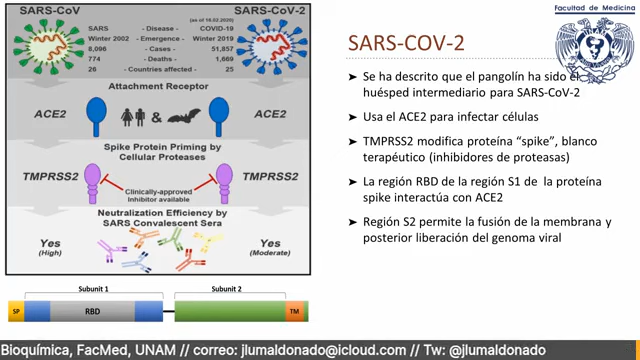 SARS-CoV
SARS-CoV-2
(as of 16.02.2020)
SARS - Disease - COVID-19
Winter 2002 - Emergence - Winter 2019
8,096 - Cases - 51,857
774 - Deaths - 1,669
26 - Countries affected - 25
Attachment Receptor
ACE2
&
ACE2
Spike Protein Priming by
Cellular Proteases
TMPRSS2
TMPRSS2
Clinically-approved
Inhibitor available
Neutralization Efficiency by
SARS Convalescent Sera
Yes
(High)
Yes
(Moderate)
Subunit 1
Subunit 2
SP
RBD
TM
Facultad de Medicina
SARS-COV-2
➤ Se ha descrito que el pangolín ha sido el
huésped intermediario para SARS-CoV-2
➤ Usa el ACE2 para infectar células
➤ TMPRSS2 modifica proteína “spike”, blanco
terapéutico (inhibidores de proteasas)
➤ La región RBD de la región S1 de la proteína
spike interactúa con ACE2
➤ Región S2 permite la fusión de la membrana y
posterior liberación del genoma viral
Bioquímica, FacMed, UNAM // correo: jlumaldonado@icloud.com // Tw: @jlumaldonado